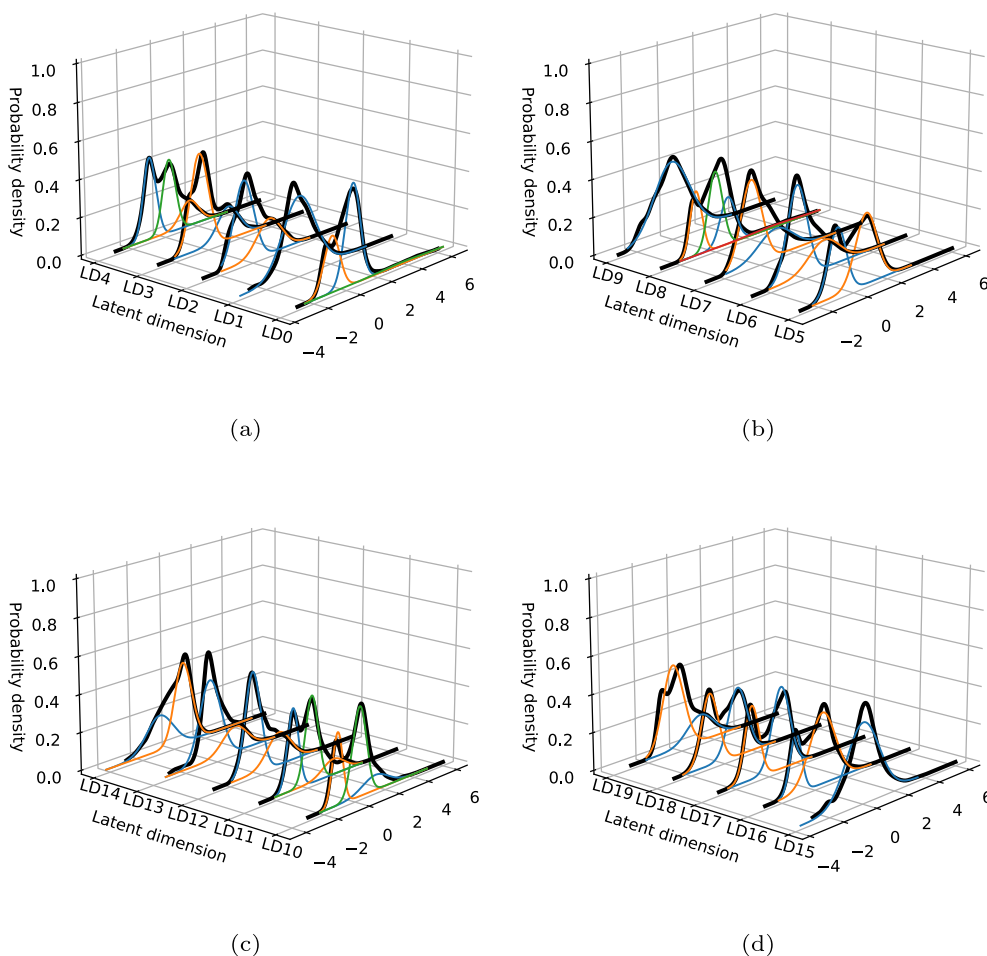 1.0
0.8
0.6
0.4
0.2
0.0
Probability density
LD4
LD3
LD2
LD1
LD0
Latent dimension
−4
−2
0
2
4
6
(a)
1.0
0.8
0.6
0.4
0.2
0.0
Probability density
LD9
LD8
LD7
LD6
LD5
Latent dimension
−2
0
2
4
6
(b)
1.0
0.8
0.6
0.4
0.2
0.0
Probability density
LD14
LD13
LD12
LD11
LD10
Latent dimension
−4
−2
0
2
4
6
(c)
1.0
0.8
0.6
0.4
0.2
0.0
Probability density
LD19
LD18
LD17
LD16
LD15
Latent dimension
−4
−2
0
2
4
6
(d)